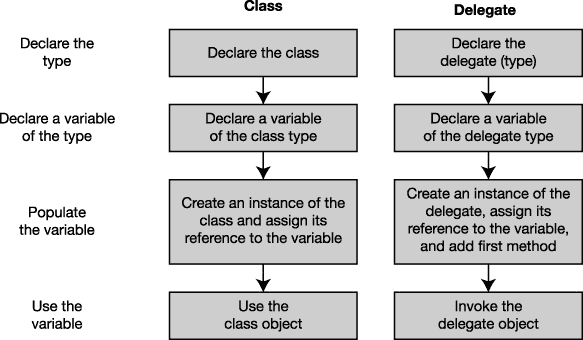 Class
Delegate
Declare the
type
Declare the class
Declare the
delegate (type)
Declare a variable
of the type
Declare a variable
of the class type
Declare a variable
of the delegate type
Populate
the variable
Create an instance of the
class and assign its
reference to the variable
Create an instance of the
delegate, assign its
reference to the variable,
and add first method
Use the
variable
Use the
class object
Invoke the
delegate object